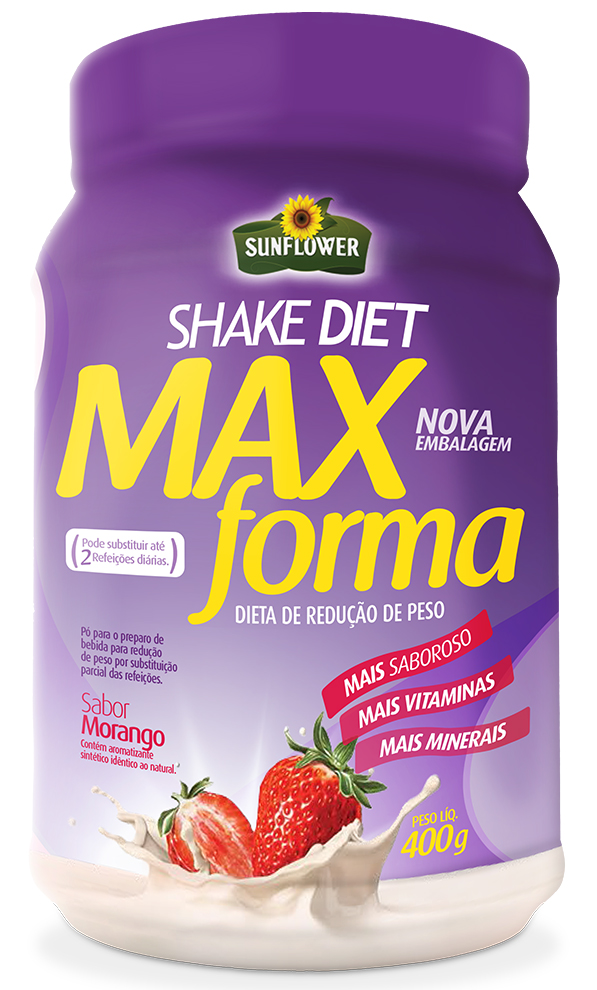 SUNFLOWER
SHAKE DIET
MAX
forma
NOVA
EMBALAGEM
(Pode substituir até
2 Refeições diárias.)
DIETA DE REDUÇÃO DE PESO
Pó para o preparo de
bebida para redução
de peso por substituição
parcial das refeições.
Sabor
Morango
Contém aromatizante
sintético idêntico ao natural.
MAIS SABOROSO
MAIS VITAMINAS
MAIS MINERAIS
PESO LÍQ.
400g